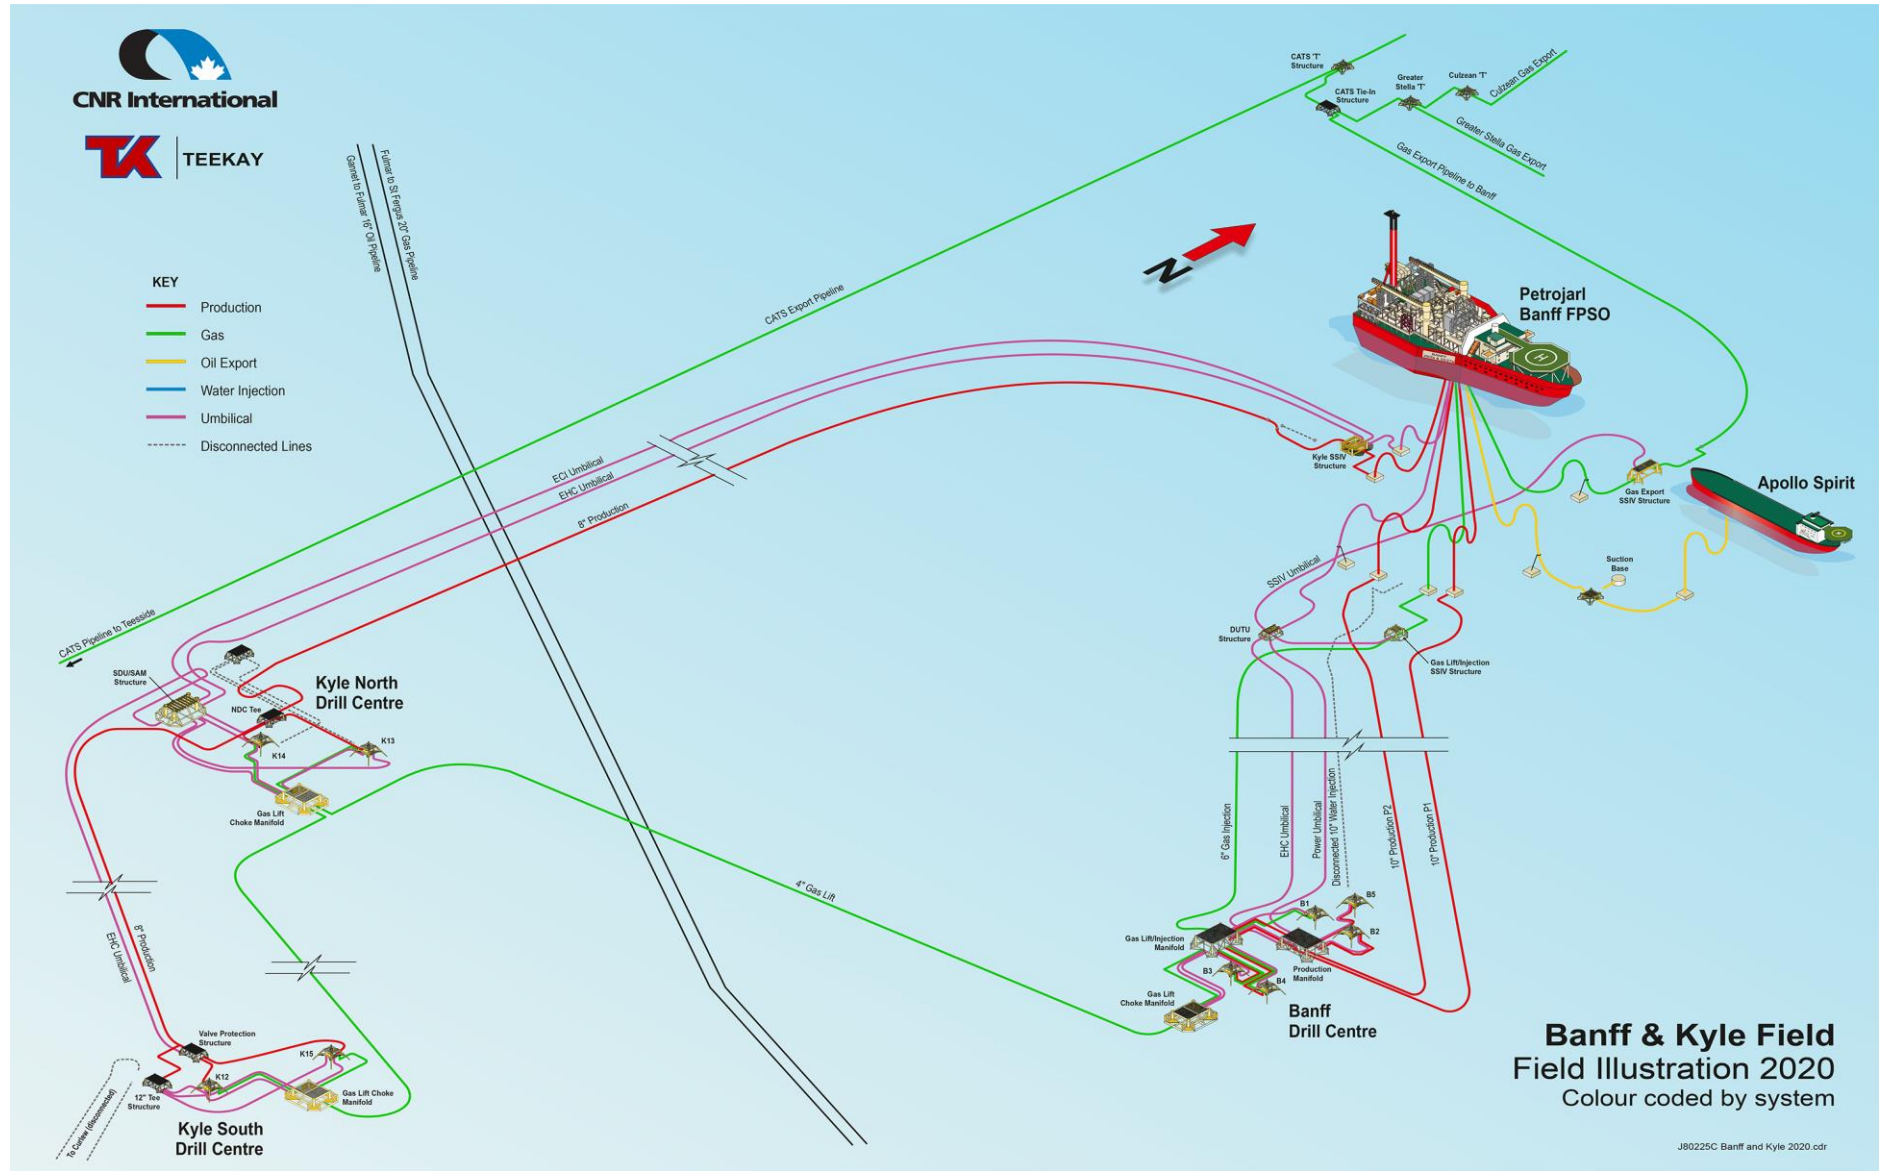 CNR International
TK
TEEKAY
KEY
Production
Gas
Oil Export
Water Injection
Umbilical
Disconnected Lines
Gannet to Fulmar 16" Oil Pipeline
Fulmar to St Fergus 20" Gas Pipeline
CATS Export Pipeline
CATS 'T'
Structure
CATS Tie-In
Structure
Greater
Stella 'T'
Culzean 'T'
Culzean Gas Export
Greater Stella Gas Export
Gas Export Pipeline to Banff
N
Petrojarl
Banff FPSO
H
Kyle SSIV
Structure
Gas Export
SSIV Structure
Apollo Spirit
ECI Umbilical
EHC Umbilical
8" Production
SSIV Umbilical
Suction
Base
DUTU
Structure
Gas Lift/Injection
SSIV Structure
CATS Pipeline to Teesside
SDU/SAM
Structure
Kyle North
Drill Centre
NDC Tee
K14
K13
Gas Lift
Choke Manifold
4" Gas Lift
6" Gas Injection
EHC Umbilical
Power Umbilical
Disconnected 10" Water Injection
10" Production P2
10" Production P1
B1
B5
B2
Gas Lift/Injection
Manifold
B3
B4
Production
Manifold
Gas Lift
Choke Manifold
Banff
Drill Centre
8" Production
EHC Umbilical
Valve Protection
Structure
K15
K12
12" Tee
Structure
Gas Lift Choke
Manifold
To Curlew (disconnected)
Kyle South
Drill Centre
Banff & Kyle Field
Field Illustration 2020
Colour coded by system
J80225C Banff and Kyle 2020.cdr